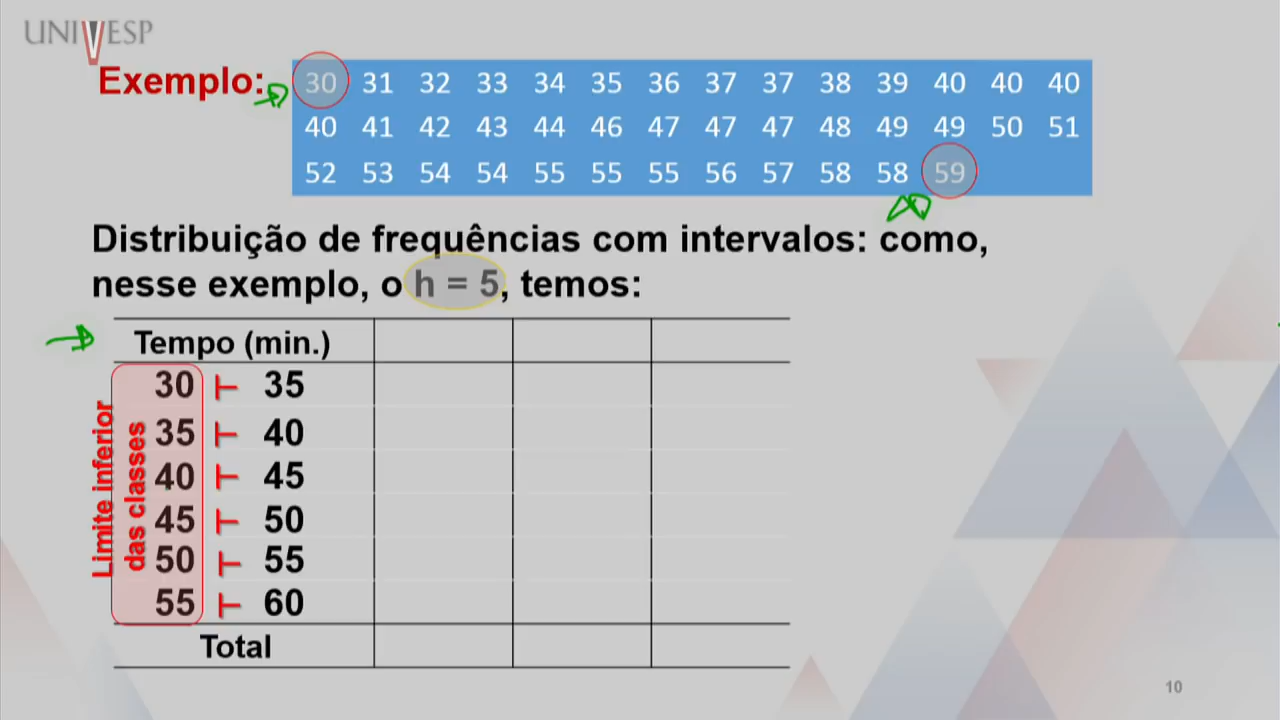 UNIVESP
Exemplo:
30 31 32 33 34 35 36 37 37 38 39 40 40 40
40 41 42 43 44 46 47 47 47 48 49 49 50 51
52 53 54 54 55 55 55 56 57 58 58 59
Distribuição de frequências com intervalos: como,
nesse exemplo, o h = 5, temos:
Tempo (min.)
30 ⊢ 35
35 ⊢ 40
40 ⊢ 45
45 ⊢ 50
50 ⊢ 55
55 ⊢ 60
Limite inferior
das classes
Total
10